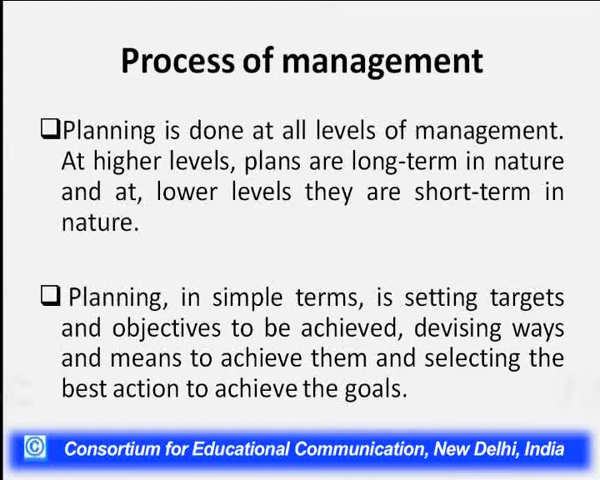 Process of management
Planning is done at all levels of management.
At higher levels, plans are long-term in nature
and at, lower levels they are short-term in
nature.
Planning, in simple terms, is setting targets
and objectives to be achieved, devising ways
and means to achieve them and selecting the
best action to achieve the goals.
© Consortium for Educational Communication, New Delhi, India